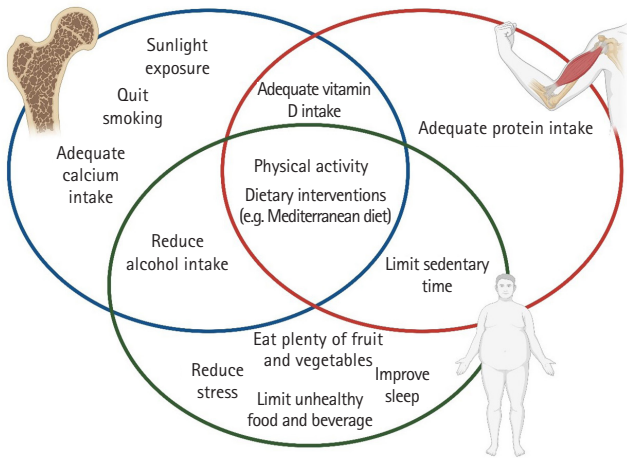 Sunlight
exposure
Quit
smoking
Adequate
calcium
intake
Adequate vitamin
D intake
Adequate protein intake
Physical activity
Dietary interventions
(e.g. Mediterranean diet)
Reduce
alcohol intake
Limit sedentary
time
Eat plenty of fruit
and vegetables
Reduce
stress
Improve
sleep
Limit unhealthy
food and beverage